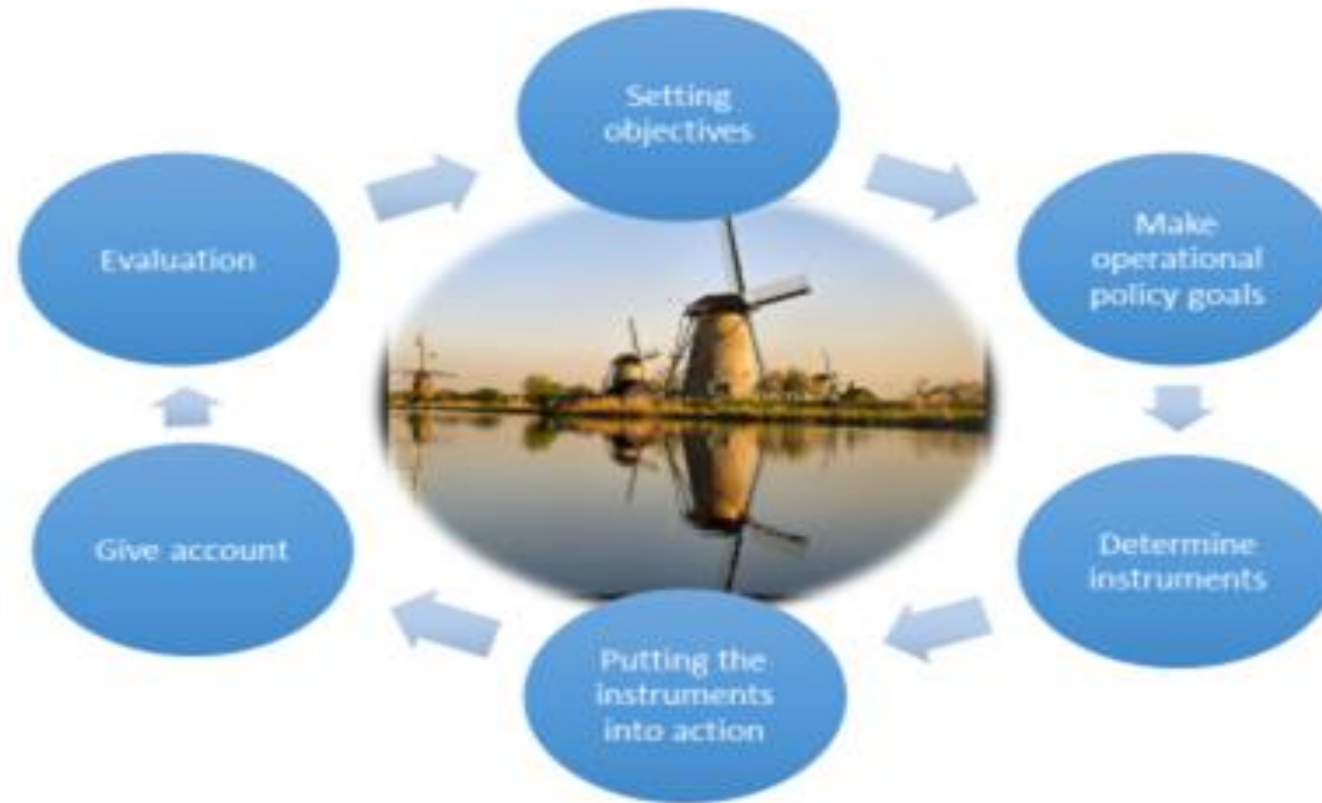 Setting
objectives
Make
operational
policy goals
Determine
instruments
Putting the
instruments
into action
Give account
Evaluation